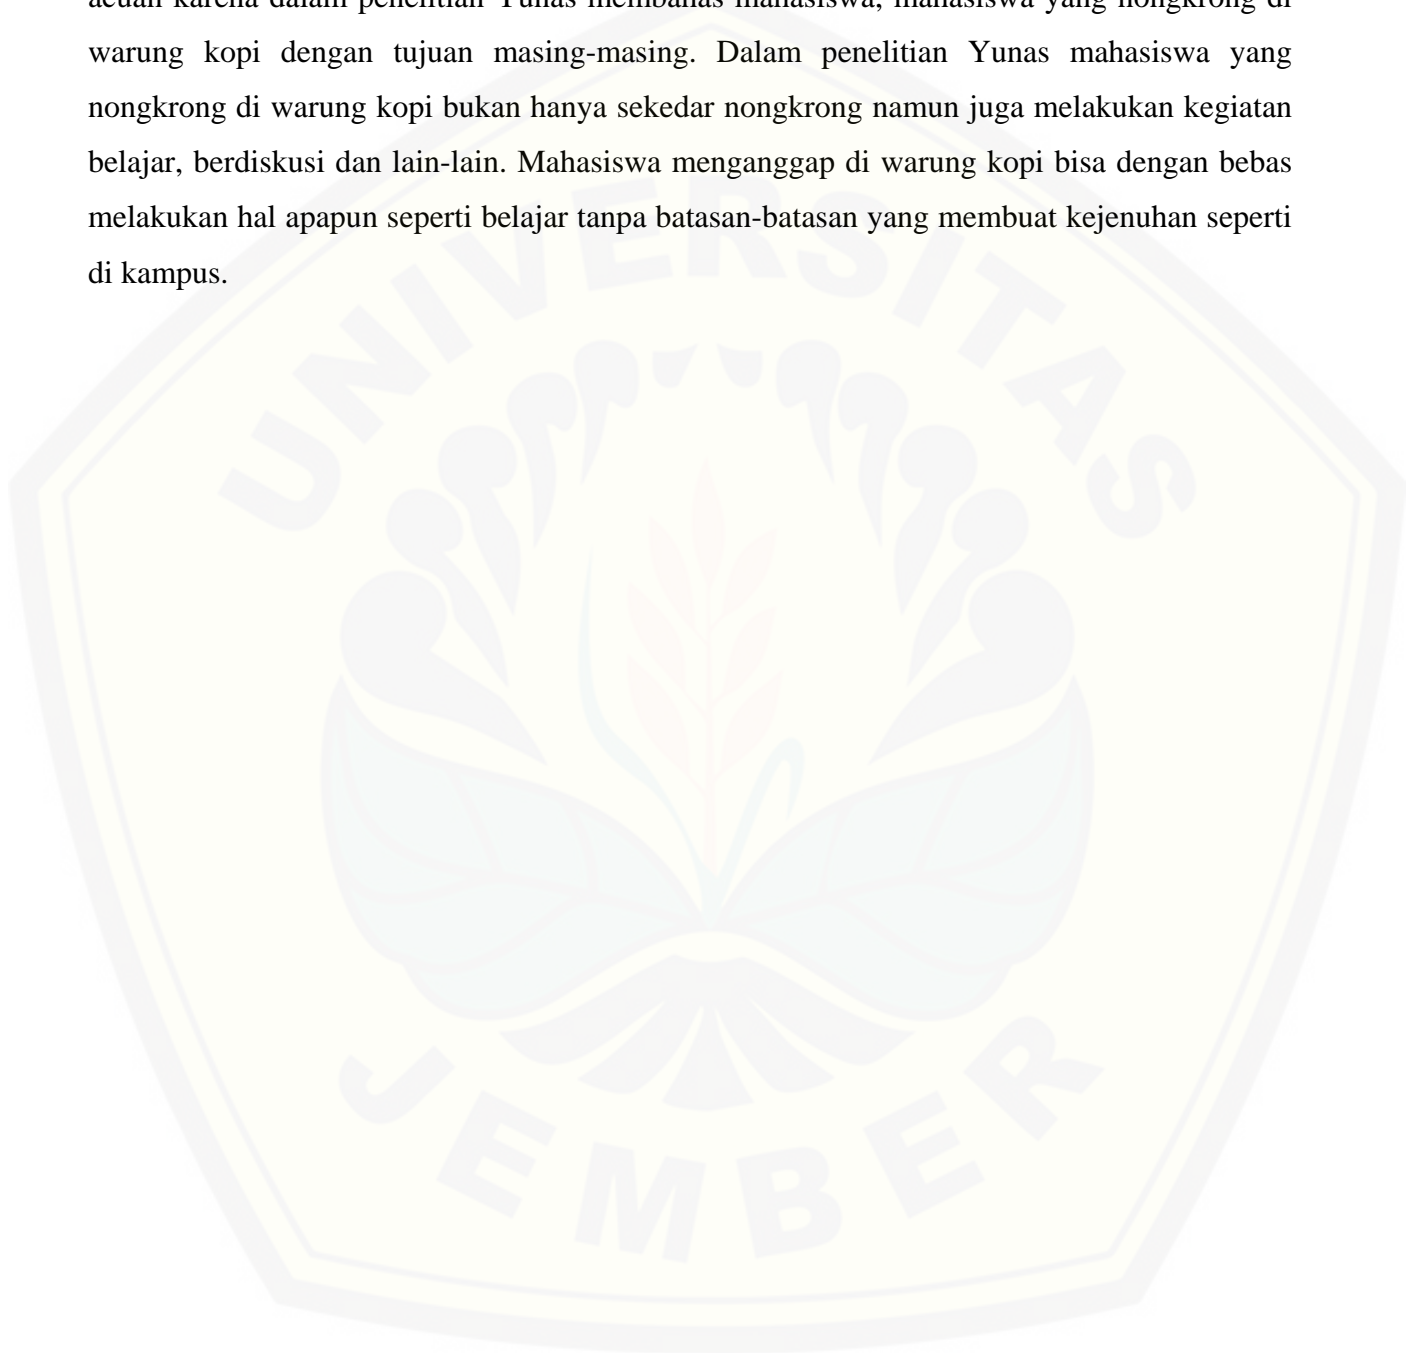 acuan karena dalam penelitian Yunas membahas mahasiswa, mahasiswa yang nongkrong di
warung kopi dengan tujuan masing-masing. Dalam penelitian Yunas mahasiswa yang
nongkrong di warung kopi bukan hanya sekedar nongkrong namun juga melakukan kegiatan
belajar, berdiskusi dan lain-lain. Mahasiswa menganggap di warung kopi bisa dengan bebas
melakukan hal apapun seperti belajar tanpa batasan-batasan yang membuat kejenuhan seperti
di kampus.
UNIVERSITAS
JEMBER